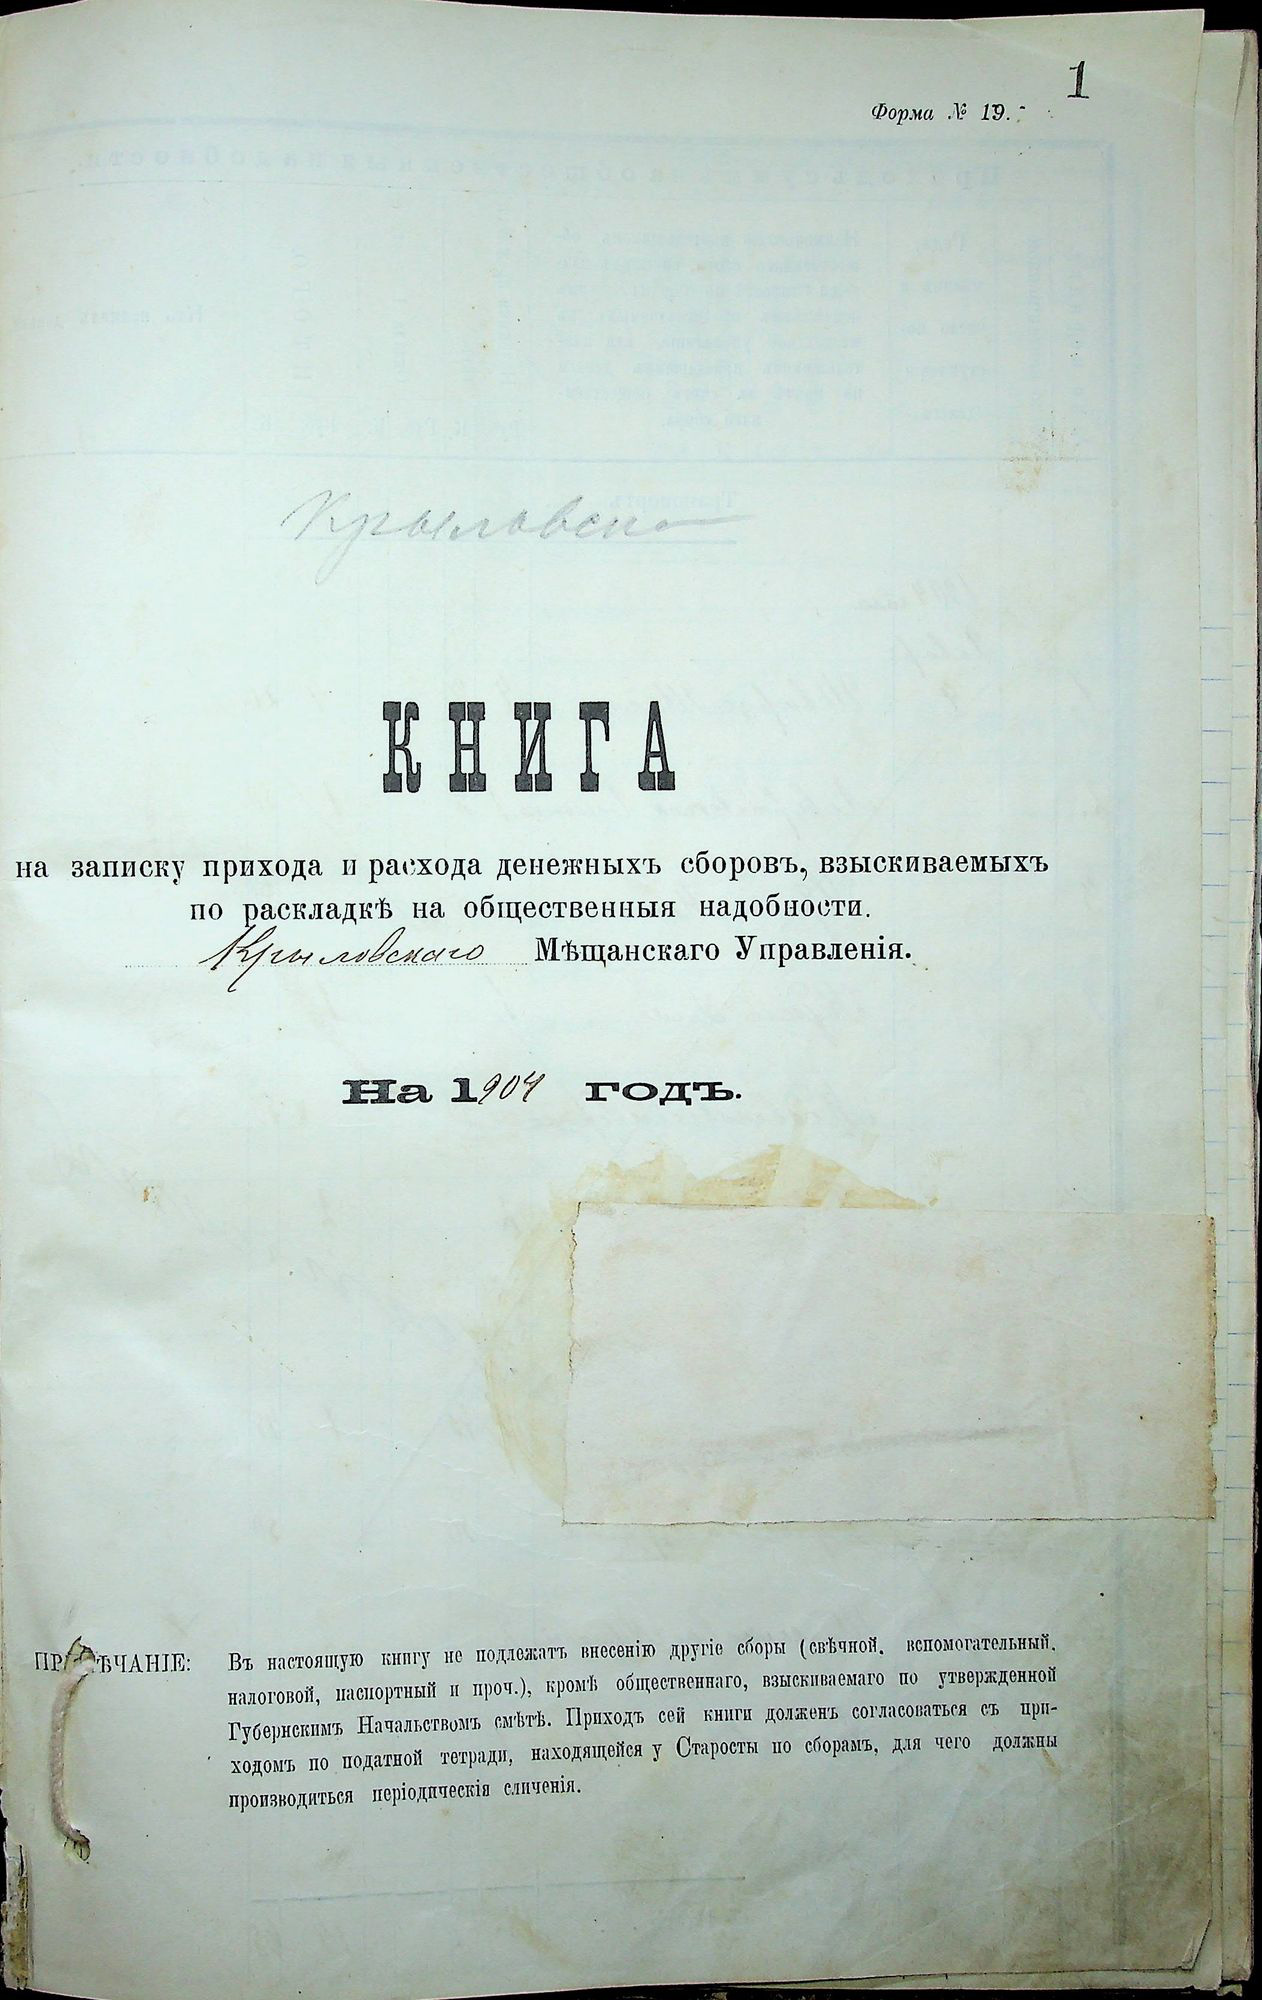 1
Форма № 19.
Крыловско
КНИГА
на записку прихода и расхода денежныхъ сборовъ, взыскиваемыхъ
по раскладкѣ на общественныя надобности.
Крыловскаго Мѣщанскаго Управленія.
На 1904 годъ.
ПРИМѢЧАНІЕ: Въ настоящую книгу не подлежатъ внесенію другіе сборы (свѣчной. вспомогательный.
налоговой, паспортный и проч.), кромѣ общественнаго, взыскиваемаго по утвержденной
Губернскимъ Начальствомъ смѣтѣ. Приходъ сей книги долженъ согласоваться съ при-
ходомъ по податной тетради, находящейся у Старосты по сборамъ, для чего должны
производиться періодическія сличенія.